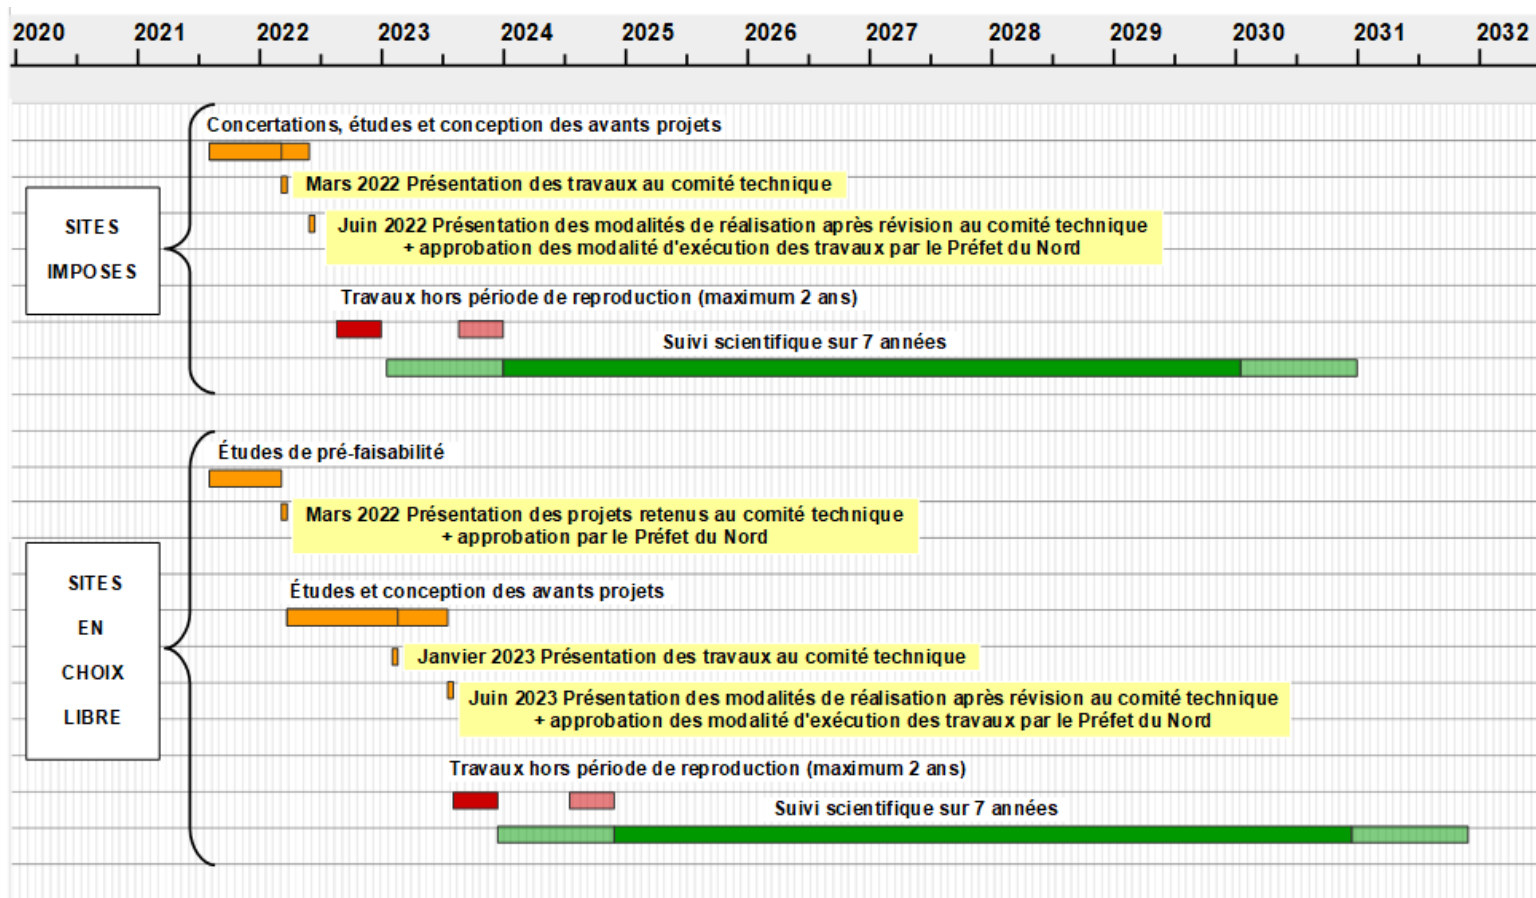 2020 2021 2022 2023 2024 2025 2026 2027 2028 2029 2030 2031 2032
Concertations, études et conception des avants projets
Mars 2022 Présentation des travaux au comité technique
SITES
IMPOSES
Juin 2022 Présentation des modalités de réalisation après révision au comité technique
+ approbation des modalité d'exécution des travaux par le Préfet du Nord
Travaux hors période de reproduction (maximum 2 ans)
Suivi scientifique sur 7 années
Études de pré-faisabilité
Mars 2022 Présentation des projets retenus au comité technique
+ approbation par le Préfet du Nord
SITES
EN
CHOIX
LIBRE
Études et conception des avants projets
Janvier 2023 Présentation des travaux au comité technique
Juin 2023 Présentation des modalités de réalisation après révision au comité technique
+ approbation des modalité d'exécution des travaux par le Préfet du Nord
Travaux hors période de reproduction (maximum 2 ans)
Suivi scientifique sur 7 années